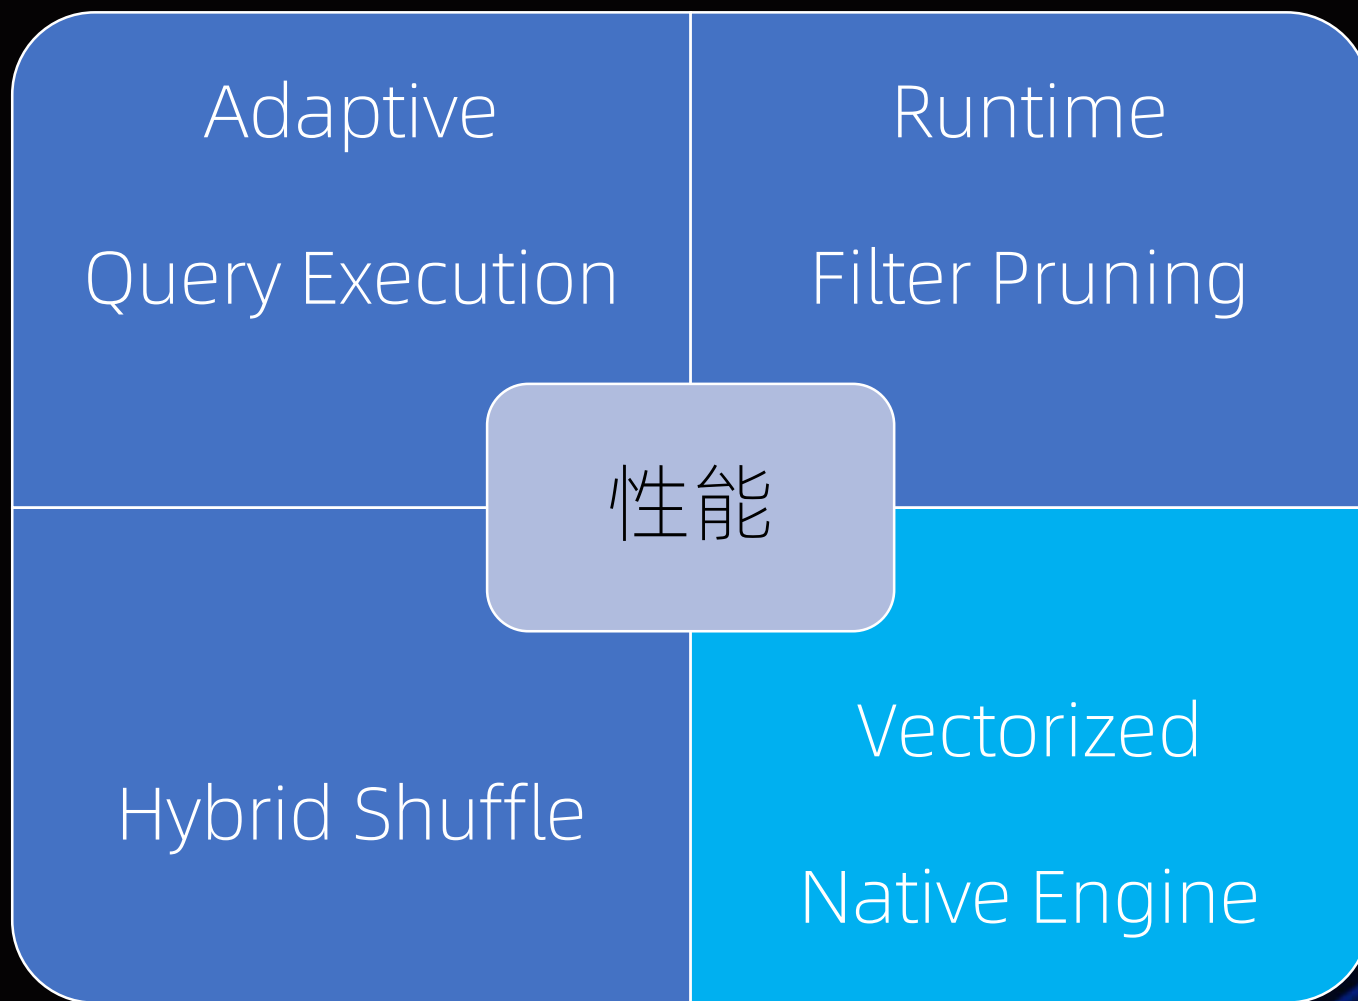 Adaptive
Query Execution
Runtime
Filter Pruning
性能
Hybrid Shuffle
Vectorized
Native Engine